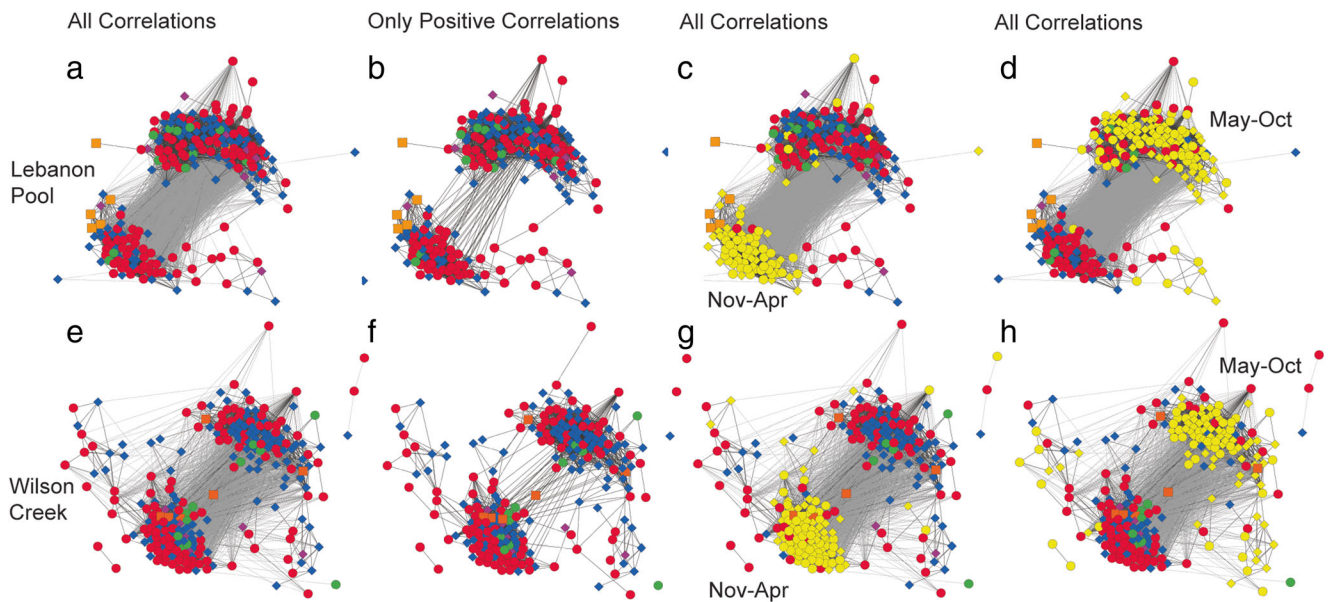 All Correlations
Only Positive Correlations
All Correlations
All Correlations
a
b
c
d
May-Oct
Lebanon
Pool
Nov-Apr
e
f
g
h
May-Oct
Wilson
Creek
Nov-Apr